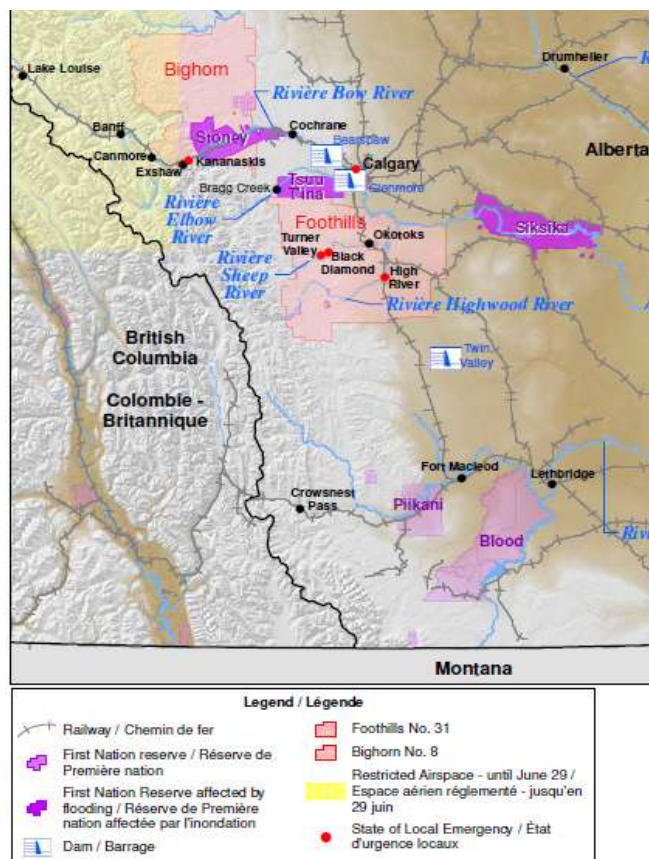 Lake Louise
Bighorn
Drumheller
R
Rivière Bow River
Banff
Stoney
Cochrane
Bearspaw
Canmore
Kananaskis
Calgary
Alberta
Exshaw
Tsuu
T'ina
Glenmore
Bragg Creek
Rivière
Elbow
River
Foothills
Siksika
Turner
Valley
Okotoks
Rivière
Sheep
River
Black
Diamond
High
River
Rivière Highwood River
British
Columbia
Colombie -
Britannique
Twin
Valley
Fort Macleod
Lethbridge
Crowsnest
Pass
Piikani
Blood
Riv
Montana
Legend / Légende
Railway / Chemin de fer
First Nation reserve / Réserve de
Première nation
First Nation Reserve affected by
flooding / Réserve de Première
nation affectée par l'inondation
Dam / Barrage
Foothills No. 31
Bighorn No. 8
Restricted Airspace - until June 29 /
Espace aérien réglementé - jusqu'en
29 juin
State of Local Emergency / État
d'urgence locaux